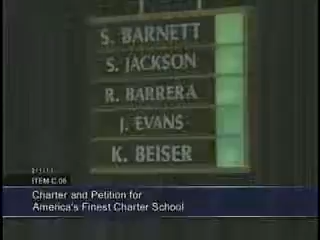 S. BARNETT
S. JACKSON
R. BARRERA
J. EVANS
K. BEISER
ITEM-C.06
Charter and Petition for
America's Finest Charter School